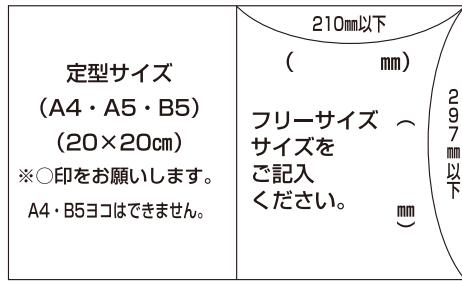 定型サイズ
(A4・A5・B5)
(20×20㎝)
※○印をお願いします。
A4・B5ヨコはできません。
210㎜以下
(　　　㎜)
フリーサイズ
サイズを
ご記入
ください。
(　　　㎜)
297㎜以下